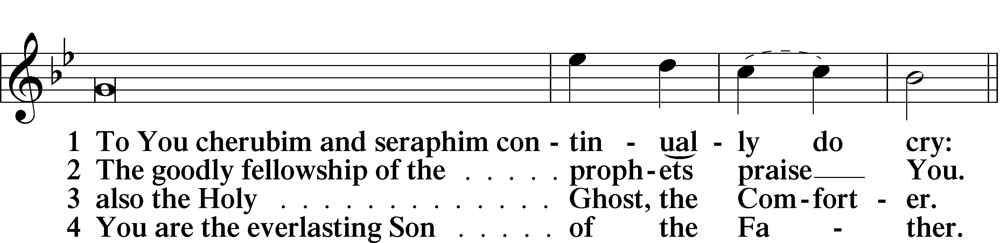 1 To You cherubim and seraphim con - tin - ual - ly do cry:
2 The goodly fellowship of the . . . . . proph - ets praise You.
3 also the Holy . . . . . . . . . . . . . Ghost, the Com - fort - er.
4 You are the everlasting Son . . . . . of the Fa - ther.